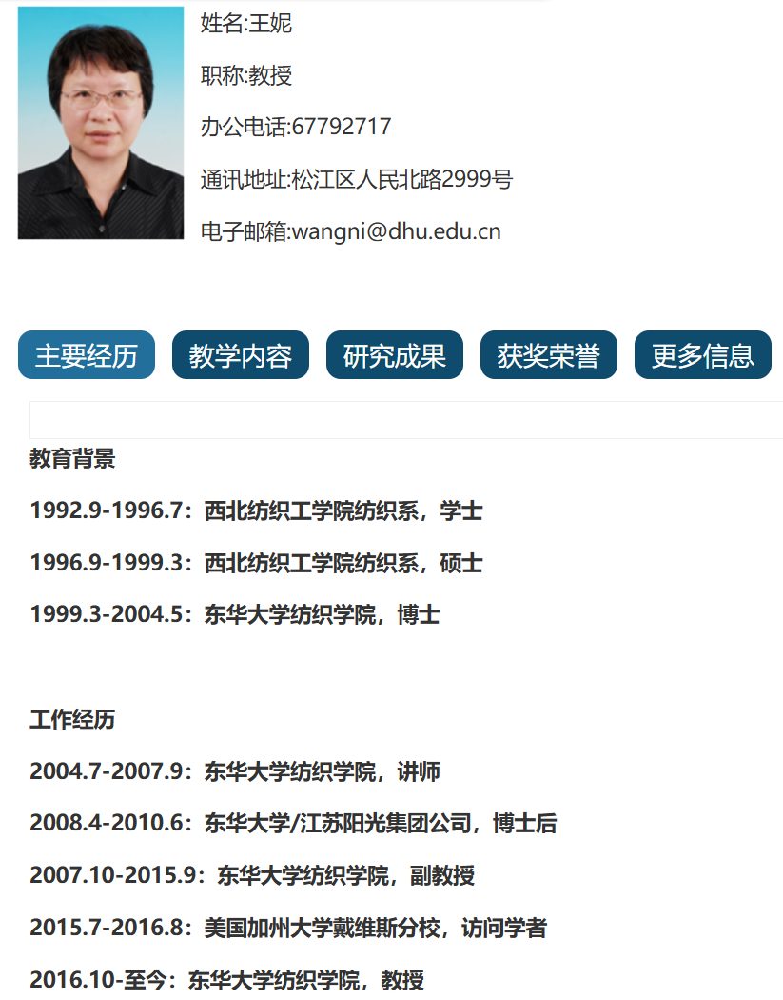 姓名:王妮
职称:教授
办公电话:67792717
通讯地址:松江区人民北路2999号
电子邮箱:wangni@dhu.edu.cn
主要经历 教学内容 研究成果 获奖荣誉 更多信息
教育背景
1992.9-1996.7：西北纺织工学院纺织系，学士
1996.9-1999.3：西北纺织工学院纺织系，硕士
1999.3-2004.5：东华大学纺织学院，博士
工作经历
2004.7-2007.9：东华大学纺织学院，讲师
2008.4-2010.6：东华大学/江苏阳光集团公司，博士后
2007.10-2015.9：东华大学纺织学院，副教授
2015.7-2016.8：美国加州大学戴维斯分校，访问学者
2016.10-至今：东华大学纺织学院，教授